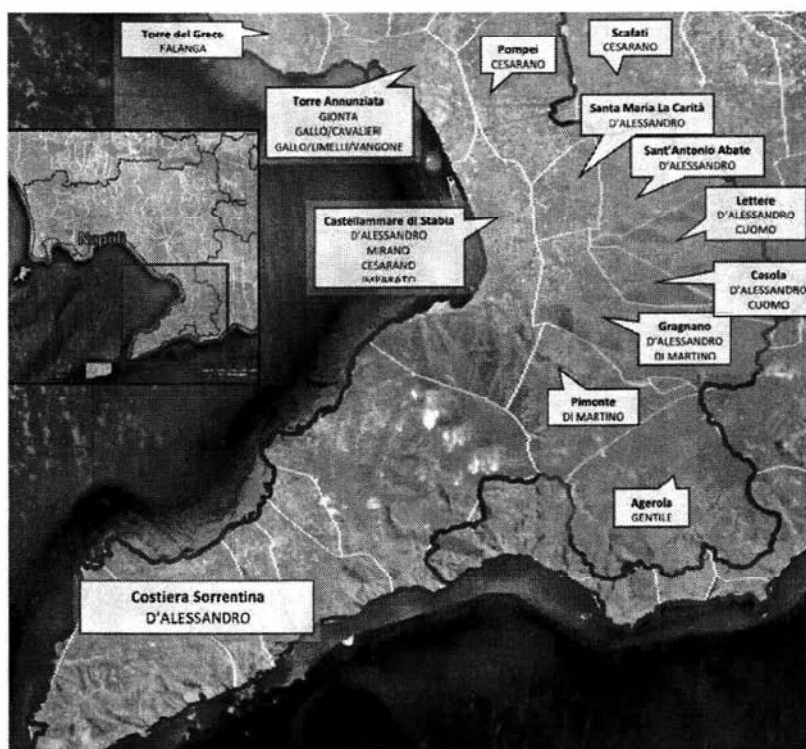 Torre del Greco
FALANGA
Pompei
CESARANO
Scafati
CESARANO
Torre Annunziata
GIONTA
GALLO/CAVALIERI
GALLO/LIMELLI/VANGONE
Santa Maria La Carità
D'ALESSANDRO
Sant'Antonio Abate
D'ALESSANDRO
Lettere
D'ALESSANDRO
CUOMO
Napoli
Castellammare di Stabia
D'ALESSANDRO
MIRANO
CESARANO
IMPARATO
Casola
D'ALESSANDRO
CUOMO
Gragnano
D'ALESSANDRO
DI MARTINO
Pimonte
DI MARTINO
Agerola
GENTILE
Costiera Sorrentina
D'ALESSANDRO